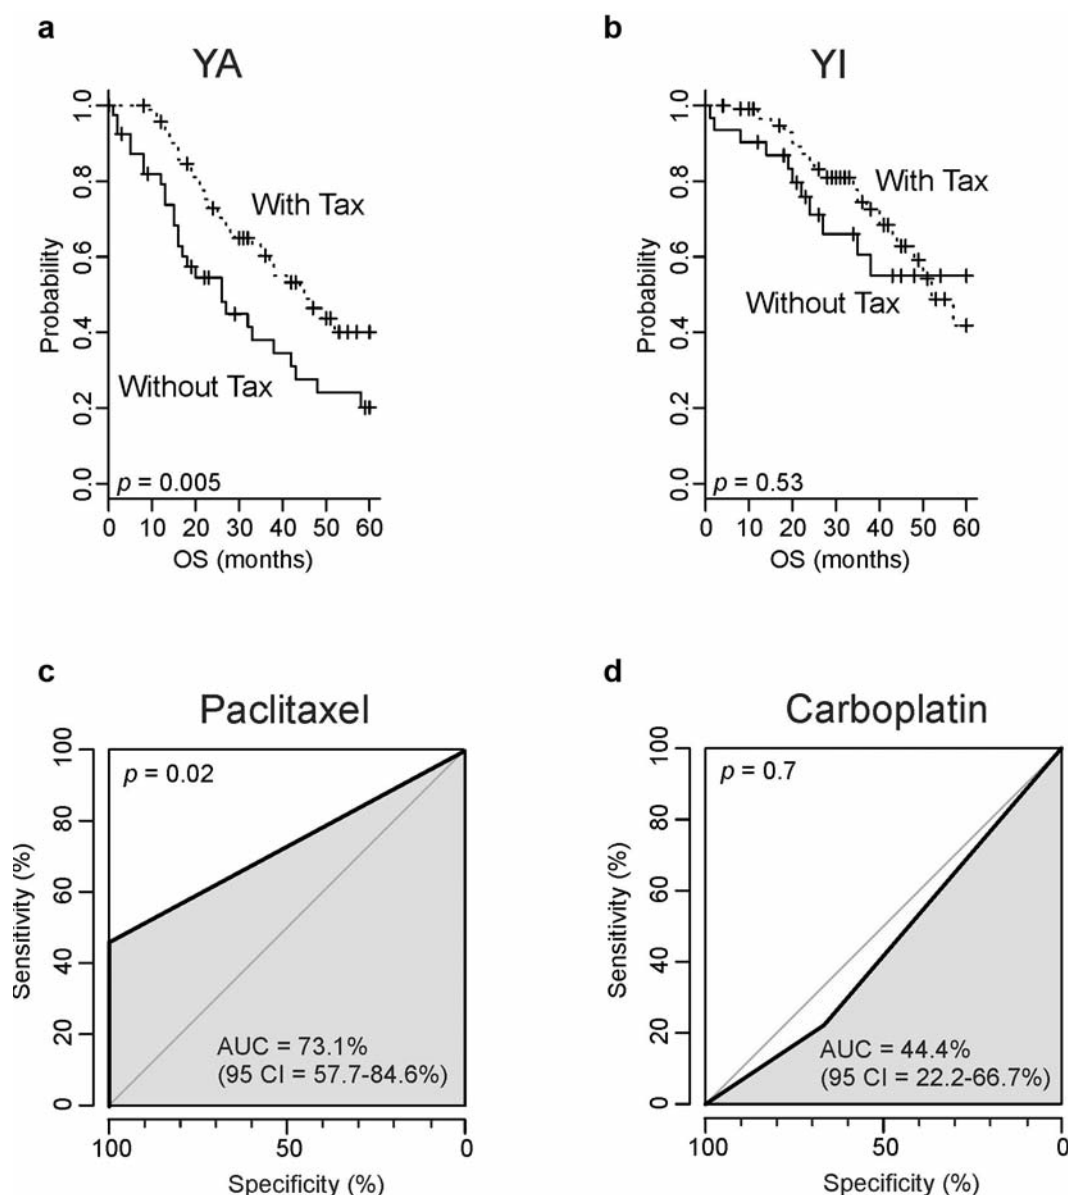 a
YA
1.0
0.8
0.6
0.4
0.2
0.0
Probability
With Tax
Without Tax
p = 0.005
0 10 20 30 40 50 60
OS (months)
b
YI
1.0
0.8
0.6
0.4
0.2
0.0
Probability
With Tax
Without Tax
p = 0.53
0 10 20 30 40 50 60
OS (months)
c
Paclitaxel
100
80
60
40
20
0
Sensitivity (%)
p = 0.02
AUC = 73.1%
(95 CI = 57.7-84.6%)
100 50 0
Specificity (%)
d
Carboplatin
100
80
60
40
20
0
Sensitivity (%)
p = 0.7
AUC = 44.4%
(95 CI = 22.2-66.7%)
100 50 0
Specificity (%)